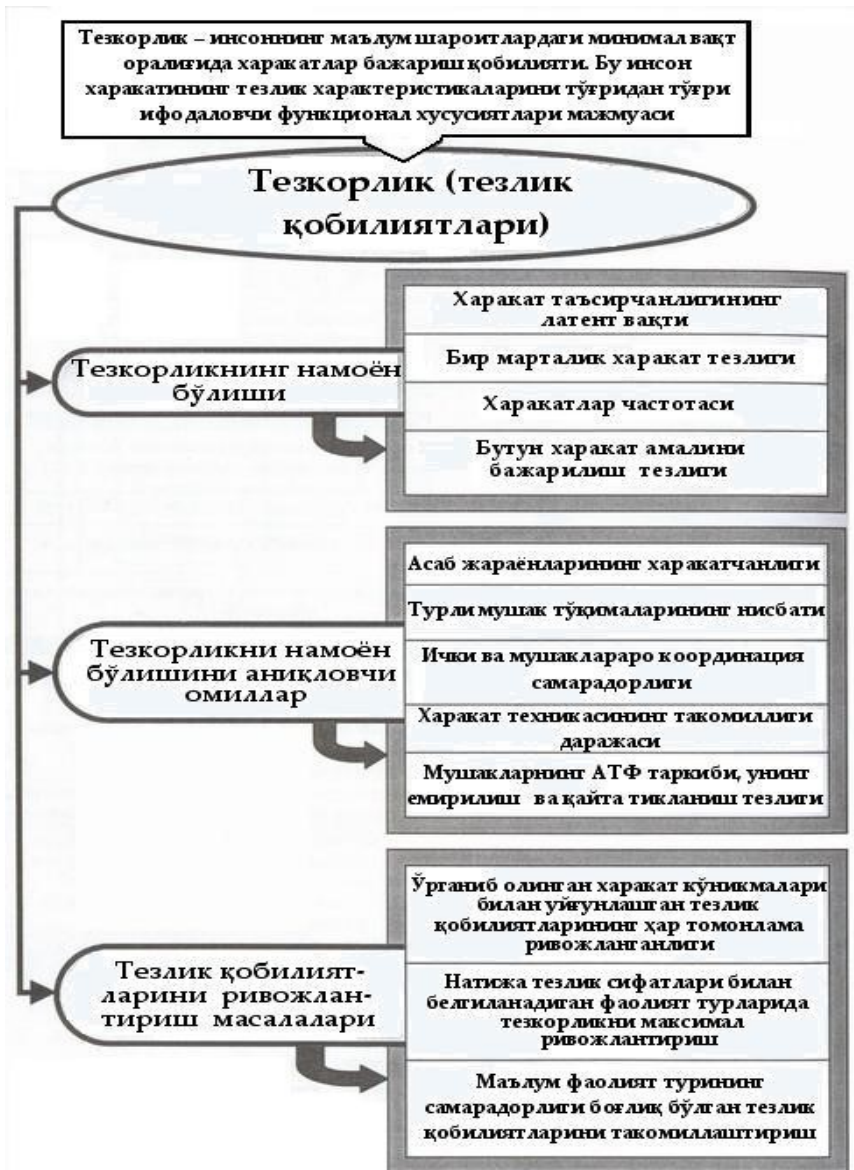 Тезкорлик – инсоннинг маълум шароитлардаги минимал вақт
оралиғида харакатлар бажариш қобилияти. Бу инсон
харакатининг тезлик характеристикаларини тўғридан тўғри
ифодаловчи функционал хусусиятлари мажмуаси
Тезкорлик (тезлик
қобилиятлари)
Тезкорликнинг намоён
бўлиши
Харакат таъсирчанлигининг
латент вақти
Бир марталик харакат тезлиги
Харакатлар частотаси
Бутун харакат амалини
бажарилиш тезлиги
Тезкорликни намоён
бўлишини аниқловчи
омиллар
Асаб жараёнларининг харакатчанлиги
Турли мушак тўқималарининг нисбати
Ички ва мушаклараро координация
самарадорлиги
Харакат техникасининг такомиллиги
даражаси
Мушакларнинг АТФ таркиби, унинг
емирилиш ва қайта тикланиш тезлиги
Тезлик қобилият-
ларини ривожлан-
тириш масалалари
Ўрганиб олинган харакат кўникмалари
билан уйғунлашган тезлик
қобилиятларининг ҳар томонлама
ривожланганлиги
Натижа тезлик сифатлари билан
белгиланадиган фаолият турларида
тезкорликни максимал
ривожлантириш
Маълум фаолият турининг
самарадорлиги боғлиқ бўлган тезлик
қобилиятларини такомиллаштириш